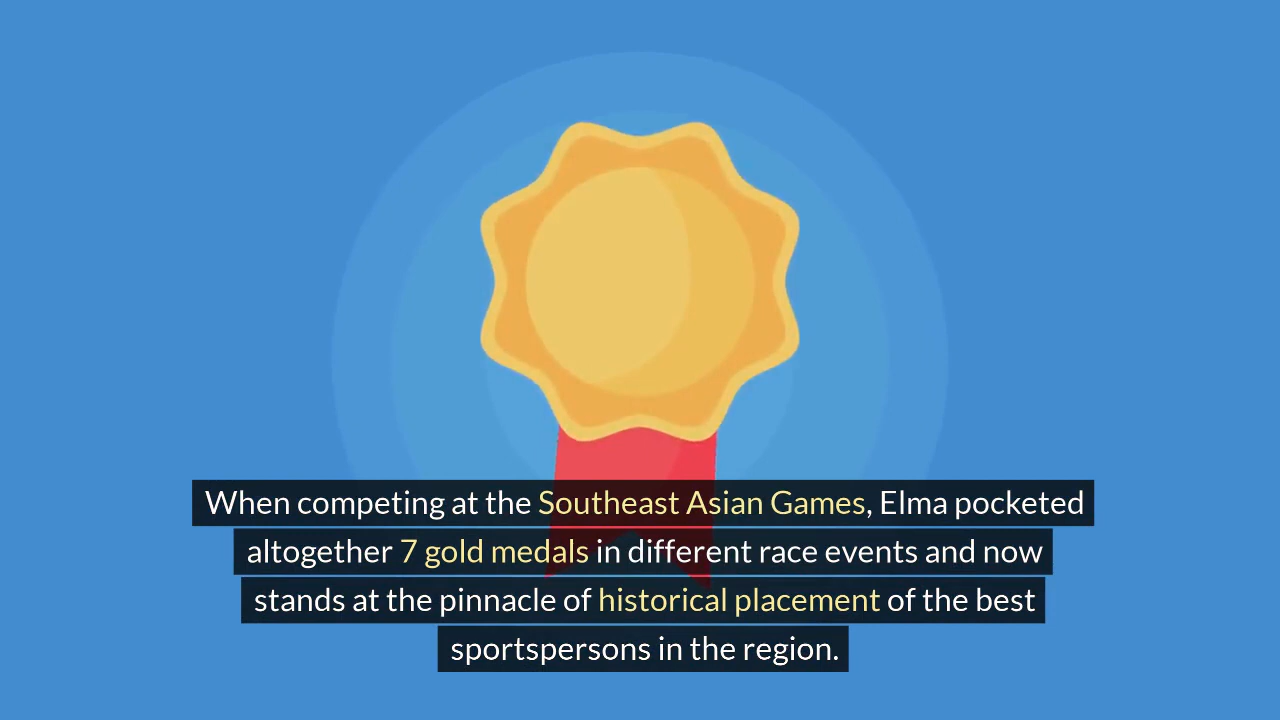 When competing at the Southeast Asian Games, Elma pocketed
altogether 7 gold medals in different race events and now
stands at the pinnacle of historical placement of the best
sportspersons in the region.